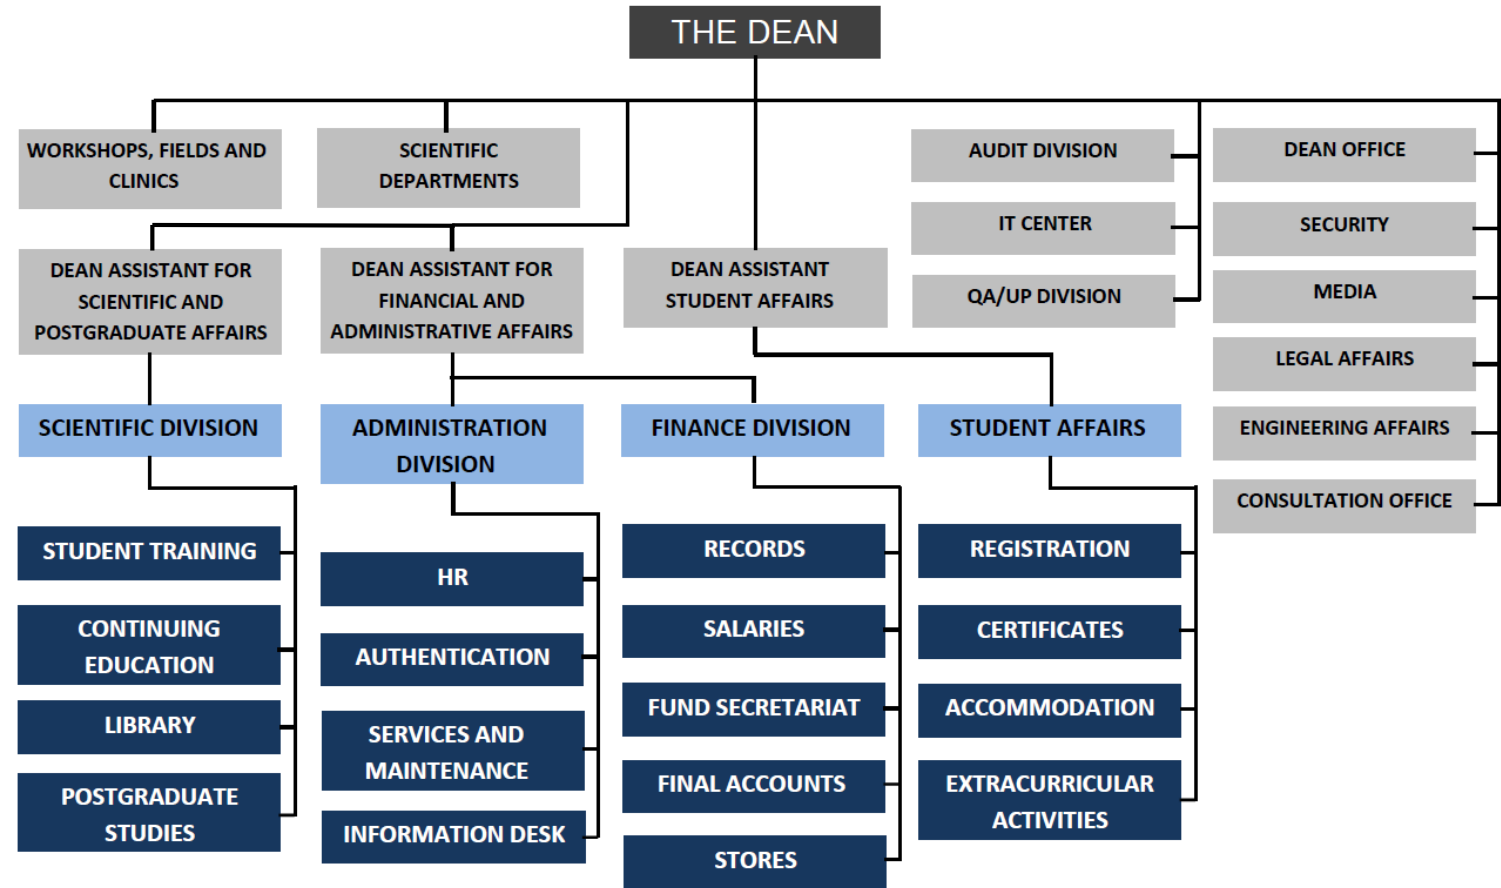 THE DEAN
WORKSHOPS, FIELDS AND
CLINICS
SCIENTIFIC
DEPARTMENTS
AUDIT DIVISION
IT CENTER
QA/UP DIVISION
DEAN OFFICE
SECURITY
MEDIA
LEGAL AFFAIRS
ENGINEERING AFFAIRS
CONSULTATION OFFICE
DEAN ASSISTANT FOR
SCIENTIFIC AND
POSTGRADUATE AFFAIRS
DEAN ASSISTANT FOR
FINANCIAL AND
ADMINISTRATIVE AFFAIRS
DEAN ASSISTANT
STUDENT AFFAIRS
SCIENTIFIC DIVISION
STUDENT TRAINING
CONTINUING
EDUCATION
LIBRARY
POSTGRADUATE
STUDIES
ADMINISTRATION
DIVISION
HR
AUTHENTICATION
SERVICES AND
MAINTENANCE
INFORMATION DESK
FINANCE DIVISION
RECORDS
SALARIES
FUND SECRETARIAT
FINAL ACCOUNTS
STORES
STUDENT AFFAIRS
REGISTRATION
CERTIFICATES
ACCOMMODATION
EXTRACURRICULAR
ACTIVITIES